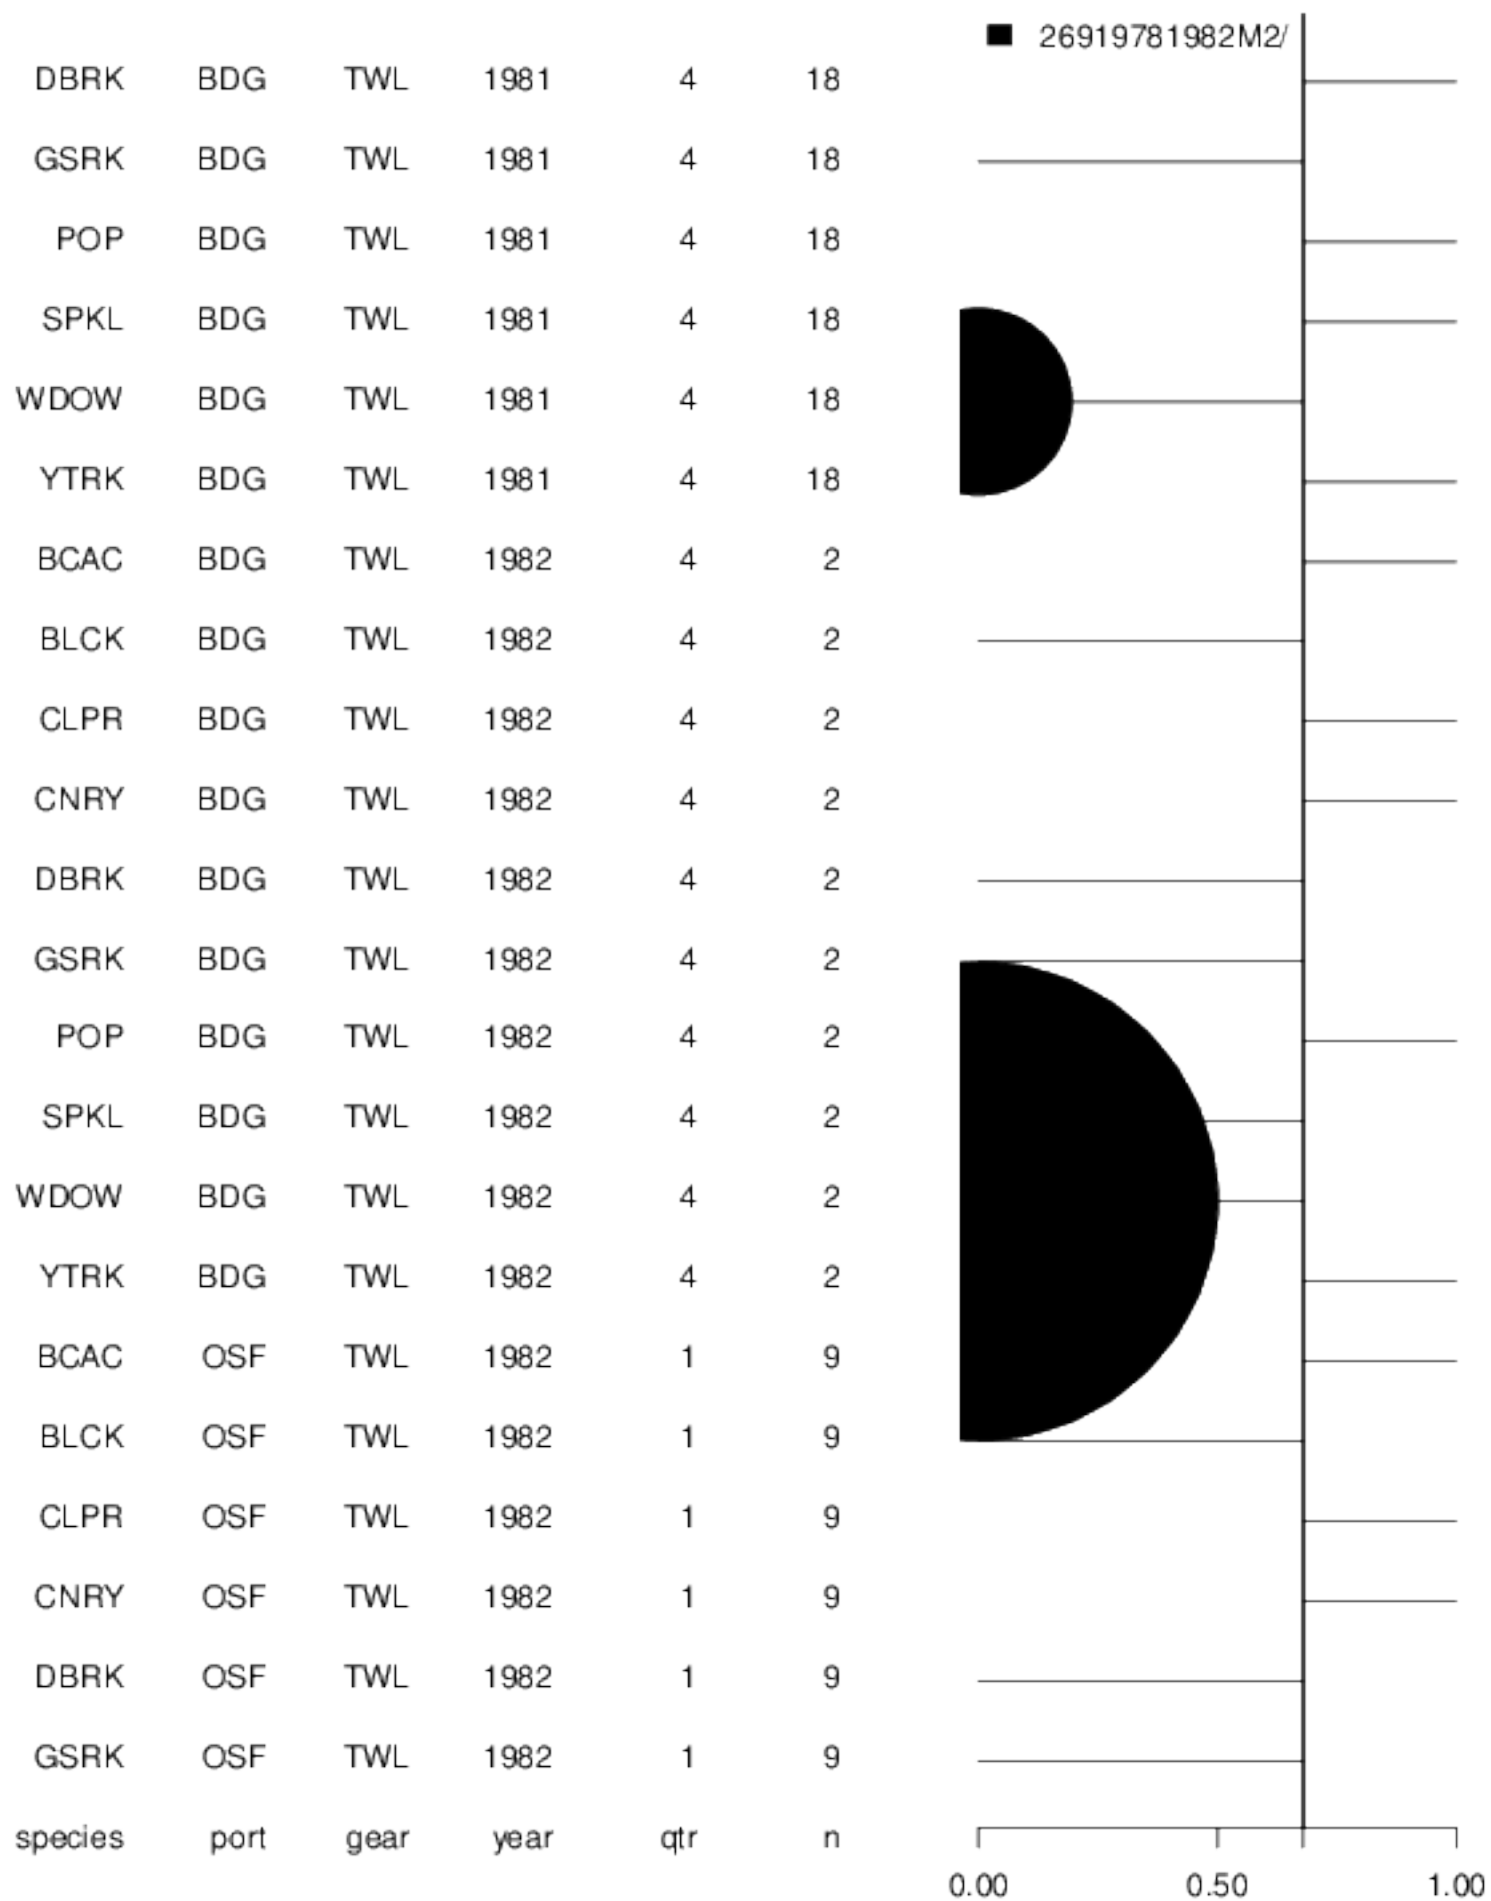 26919781982M2/
DBRK BDG TWL 1981 4 18
GSRK BDG TWL 1981 4 18
POP BDG TWL 1981 4 18
SPKL BDG TWL 1981 4 18
WDOW BDG TWL 1981 4 18
YTRK BDG TWL 1981 4 18
BCAC BDG TWL 1982 4 2
BLCK BDG TWL 1982 4 2
CLPR BDG TWL 1982 4 2
CNRY BDG TWL 1982 4 2
DBRK BDG TWL 1982 4 2
GSRK BDG TWL 1982 4 2
POP BDG TWL 1982 4 2
SPKL BDG TWL 1982 4 2
WDOW BDG TWL 1982 4 2
YTRK BDG TWL 1982 4 2
BCAC OSF TWL 1982 1 9
BLCK OSF TWL 1982 1 9
CLPR OSF TWL 1982 1 9
CNRY OSF TWL 1982 1 9
DBRK OSF TWL 1982 1 9
GSRK OSF TWL 1982 1 9
species port gear year qtr n
0.00 0.50 1.00